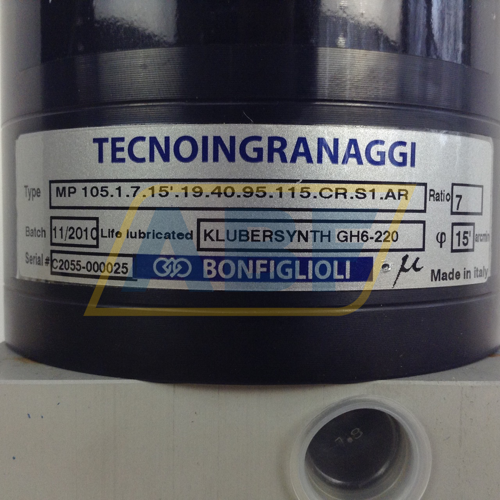 TECNOINGRANAGGI
Type MP 105.1.7.15'.19.40.95.115.CR.S1.AR Ratio 7
Batch 11/2010 Life lubricated KLUBERSYNTH GH6-220 φ 15' arcmin
Serial # C2055-000025 BONFIGLIOLI μ Made in Italy